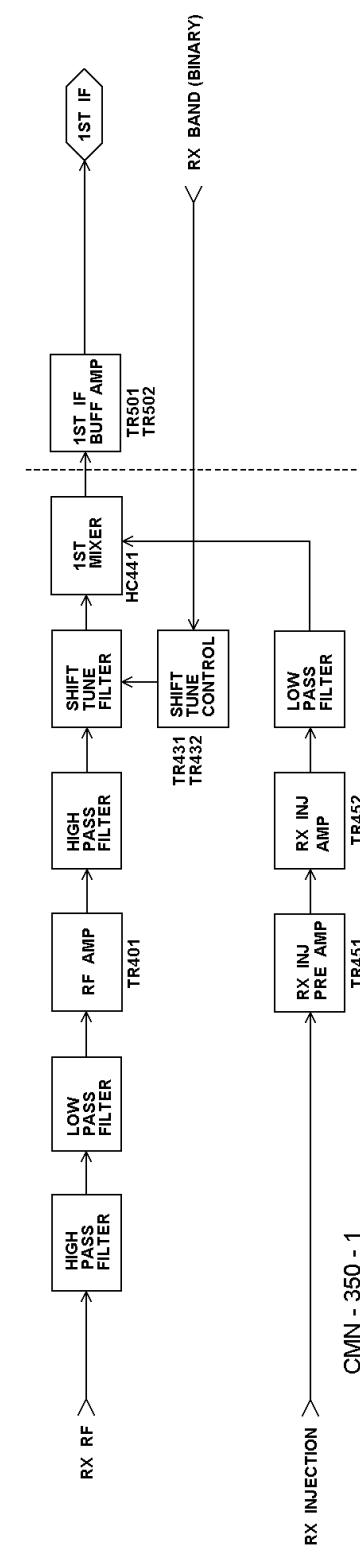 RX RF
HIGH
PASS
FILTER
LOW
PASS
FILTER
RF AMP
TR401
HIGH
PASS
FILTER
SHIFT
TUNE
FILTER
1ST
MIXER
HC441
1ST IF
BUFF AMP
TR501
TR502
1ST IF
SHIFT
TUNE
CONTROL
TR431
TR432
RX BAND (BINARY)
RX INJECTION
RX INJ
PRE AMP
TR451
RX INJ
AMP
TR452
LOW
PASS
FILTER
CMN - 350 - 1